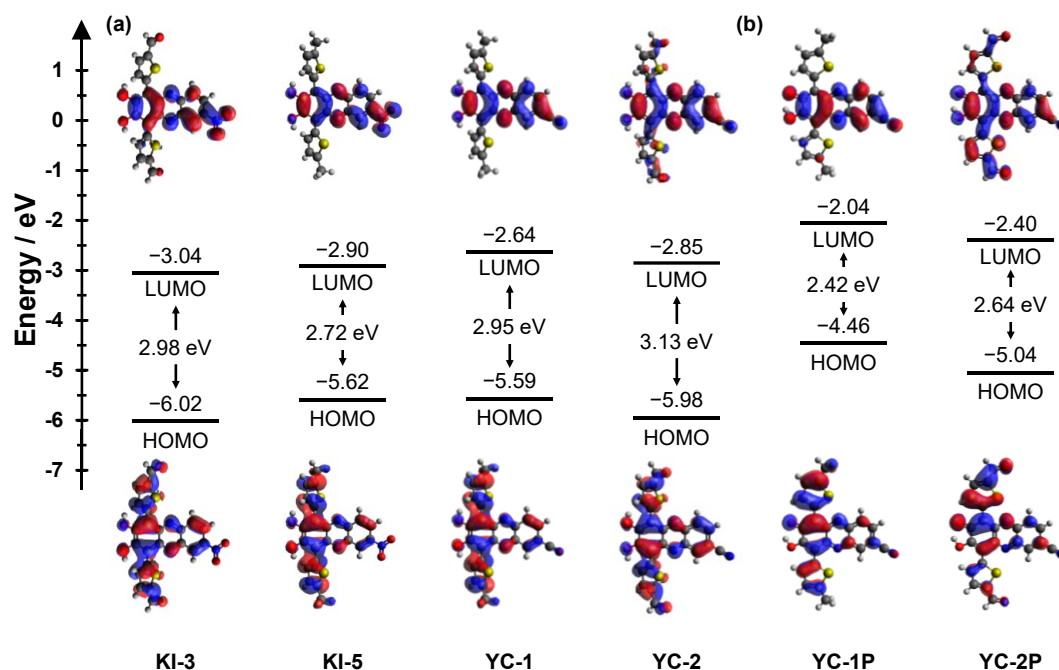 (a)
(b)
Energy / eV
1
0
-1
-2
-3
-4
-5
-6
-7
−3.04
LUMO
2.98 eV
−6.02
HOMO
−2.90
LUMO
2.72 eV
−5.62
HOMO
−2.64
LUMO
2.95 eV
−5.59
HOMO
−2.85
LUMO
3.13 eV
−5.98
HOMO
−2.04
LUMO
2.42 eV
−4.46
HOMO
−2.40
LUMO
2.64 eV
−5.04
HOMO
KI-3
KI-5
YC-1
YC-2
YC-1P
YC-2P